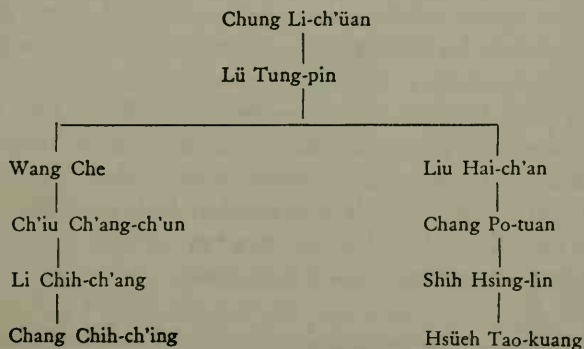 Chung Li-ch'üan
Lü Tung-pin
Wang Che
Liu Hai-ch'an
Ch'iu Ch'ang-ch'un
Chang Po-tuan
Li Chih-ch'ang
Shih Hsing-lin
Chang Chih-ch'ing
Hsüeh Tao-kuang